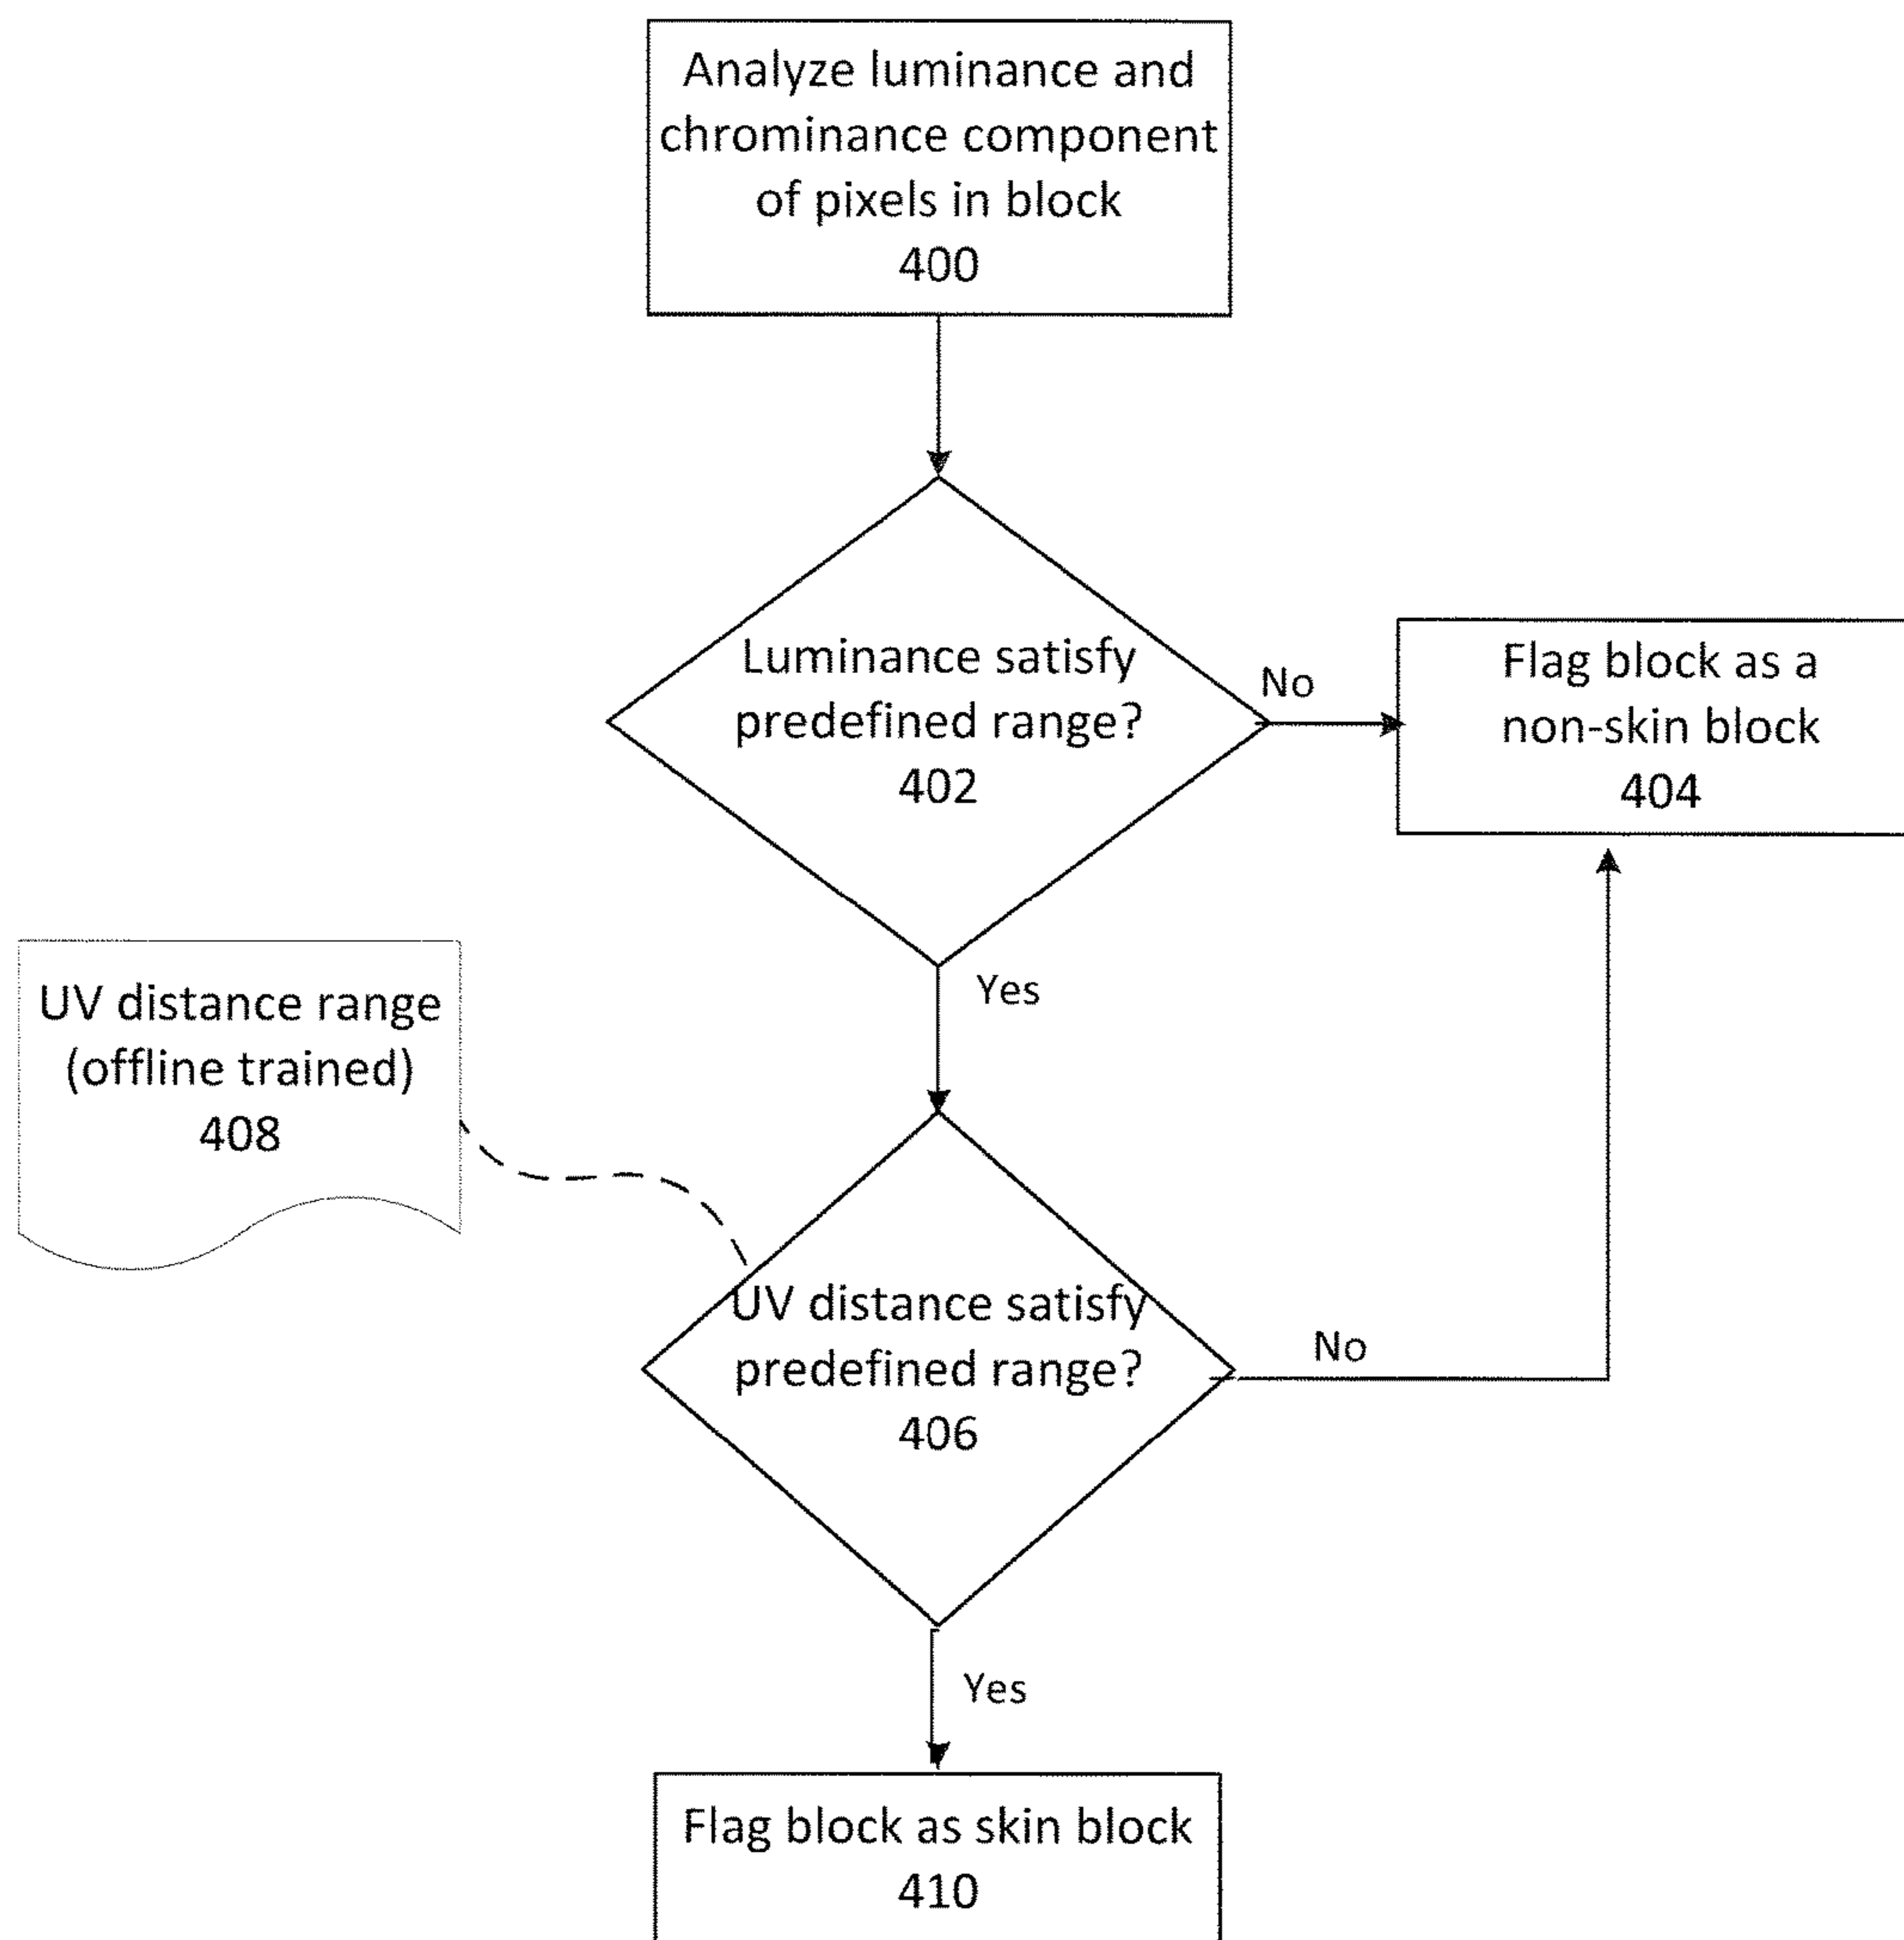 Analyze luminance and
chrominance component
of pixels in block
400
Luminance satisfy
predefined range?
402
No
Flag block as a
non-skin block
404
Yes
UV distance range
(offline trained)
408
UV distance satisfy
predefined range?
406
No
Yes
Flag block as skin block
410